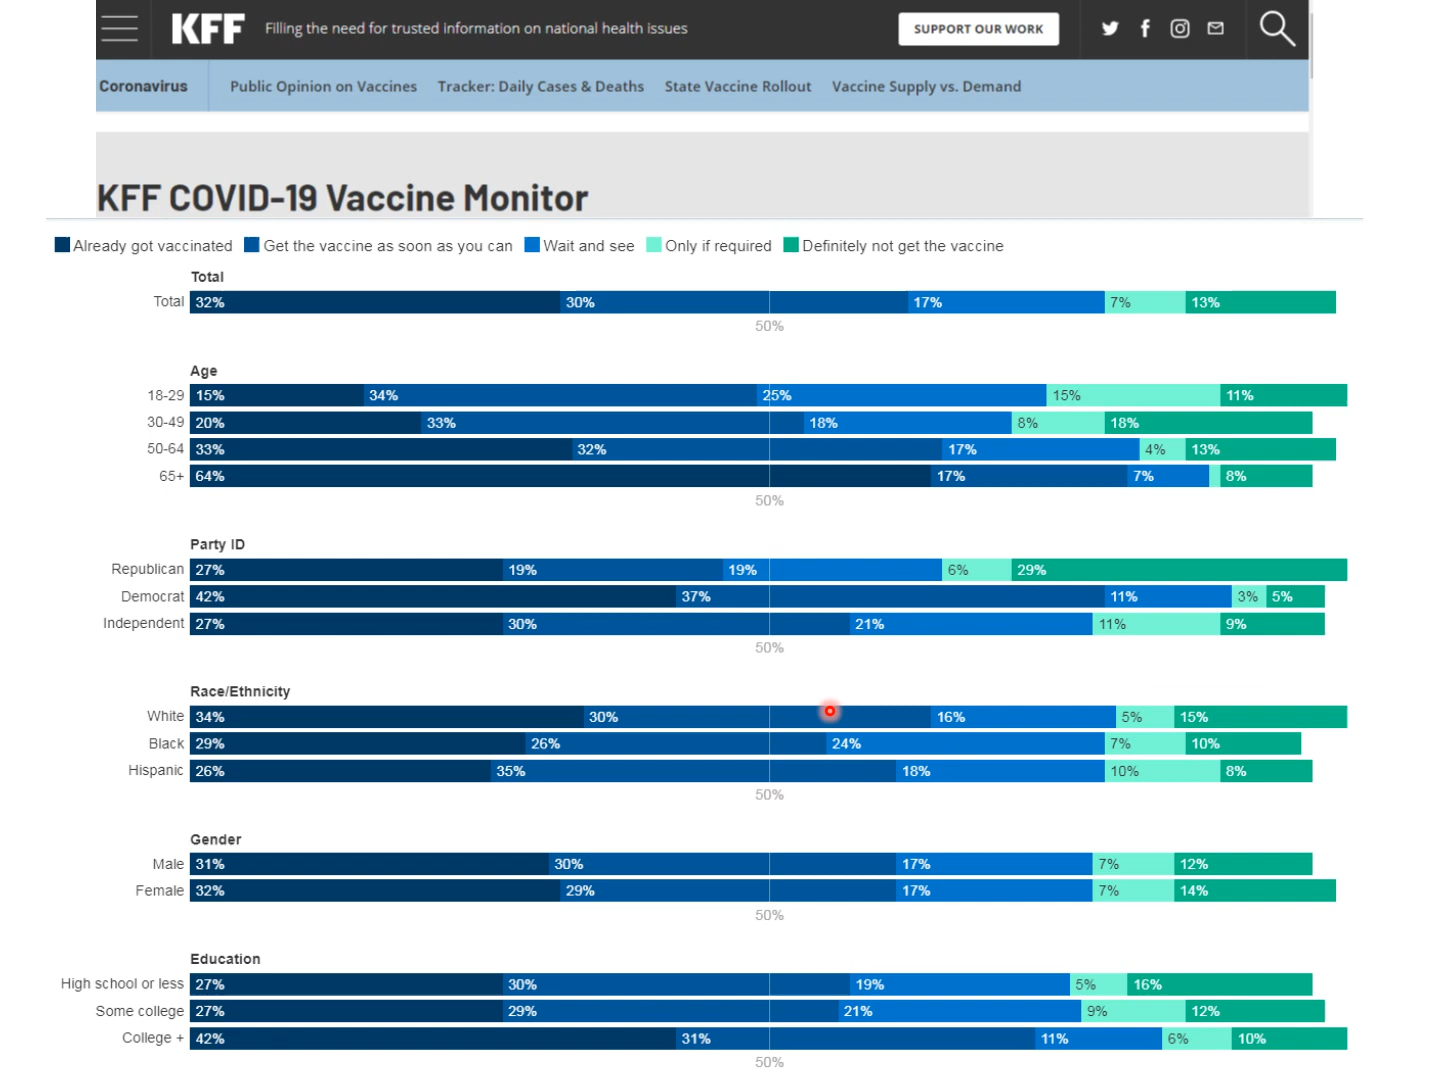 KFF Filling the need for trusted information on national health issues SUPPORT OUR WORK
Coronavirus Public Opinion on Vaccines Tracker: Daily Cases & Deaths State Vaccine Rollout Vaccine Supply vs. Demand
KFF COVID-19 Vaccine Monitor
Already got vaccinated Get the vaccine as soon as you can Wait and see Only if required Definitely not get the vaccine
Total
Total 32% 30% 17% 7% 13%
50%
Age
18-29 15% 34% 25% 15% 11%
30-49 20% 33% 18% 8% 18%
50-64 33% 32% 17% 4% 13%
65+ 64% 17% 7% 8%
50%
Party ID
Republican 27% 19% 19% 6% 29%
Democrat 42% 37% 11% 3% 5%
Independent 27% 30% 21% 11% 9%
50%
Race/Ethnicity
White 34% 30% 16% 5% 15%
Black 29% 26% 24% 7% 10%
Hispanic 26% 35% 18% 10% 8%
50%
Gender
Male 31% 30% 17% 7% 12%
Female 32% 29% 17% 7% 14%
50%
Education
High school or less 27% 30% 19% 5% 16%
Some college 27% 29% 21% 9% 12%
College + 42% 31% 11% 6% 10%
50%